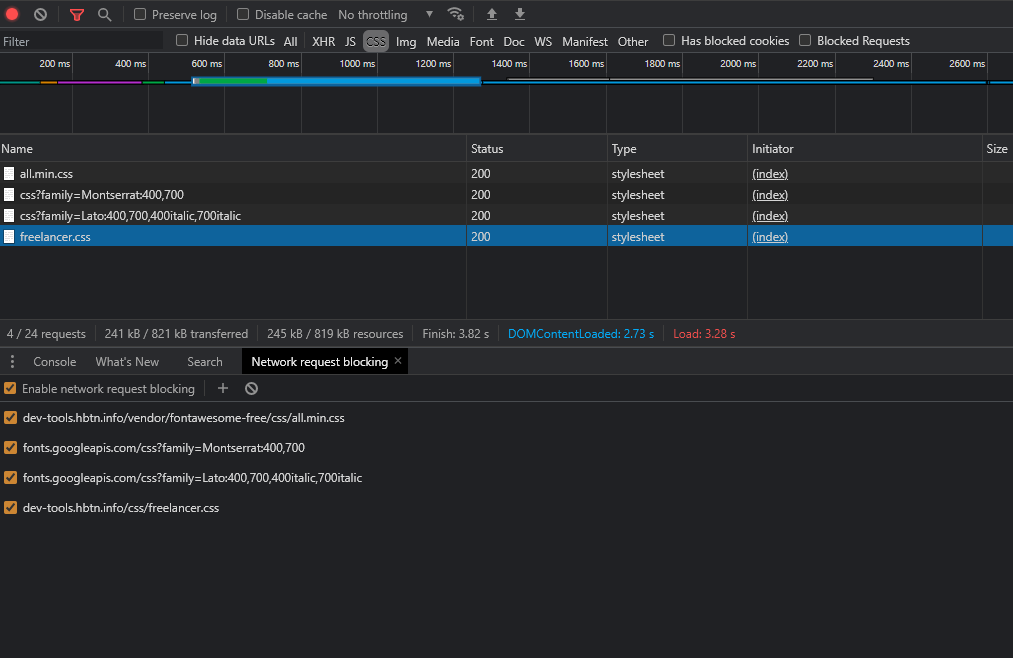 Preserve log Disable cache No throttling
Filter Hide data URLs All XHR JS CSS Img Media Font Doc WS Manifest Other Has blocked cookies Blocked Requests
200 ms 400 ms 600 ms 800 ms 1000 ms 1200 ms 1400 ms 1600 ms 1800 ms 2000 ms 2200 ms 2400 ms 2600 ms
Name Status Type Initiator Size
all.min.css 200 stylesheet (index)
css?family=Montserrat:400,700 200 stylesheet (index)
css?family=Lato:400,700,400italic,700italic 200 stylesheet (index)
freelancer.css 200 stylesheet (index)
4 / 24 requests 241 kB / 821 kB transferred 245 kB / 819 kB resources Finish: 3.82 s DOMContentLoaded: 2.73 s Load: 3.28 s
Console What's New Search Network request blocking ×
Enable network request blocking
dev-tools.hbtn.info/vendor/fontawesome-free/css/all.min.css
fonts.googleapis.com/css?family=Montserrat:400,700
fonts.googleapis.com/css?family=Lato:400,700,400italic,700italic
dev-tools.hbtn.info/css/freelancer.css